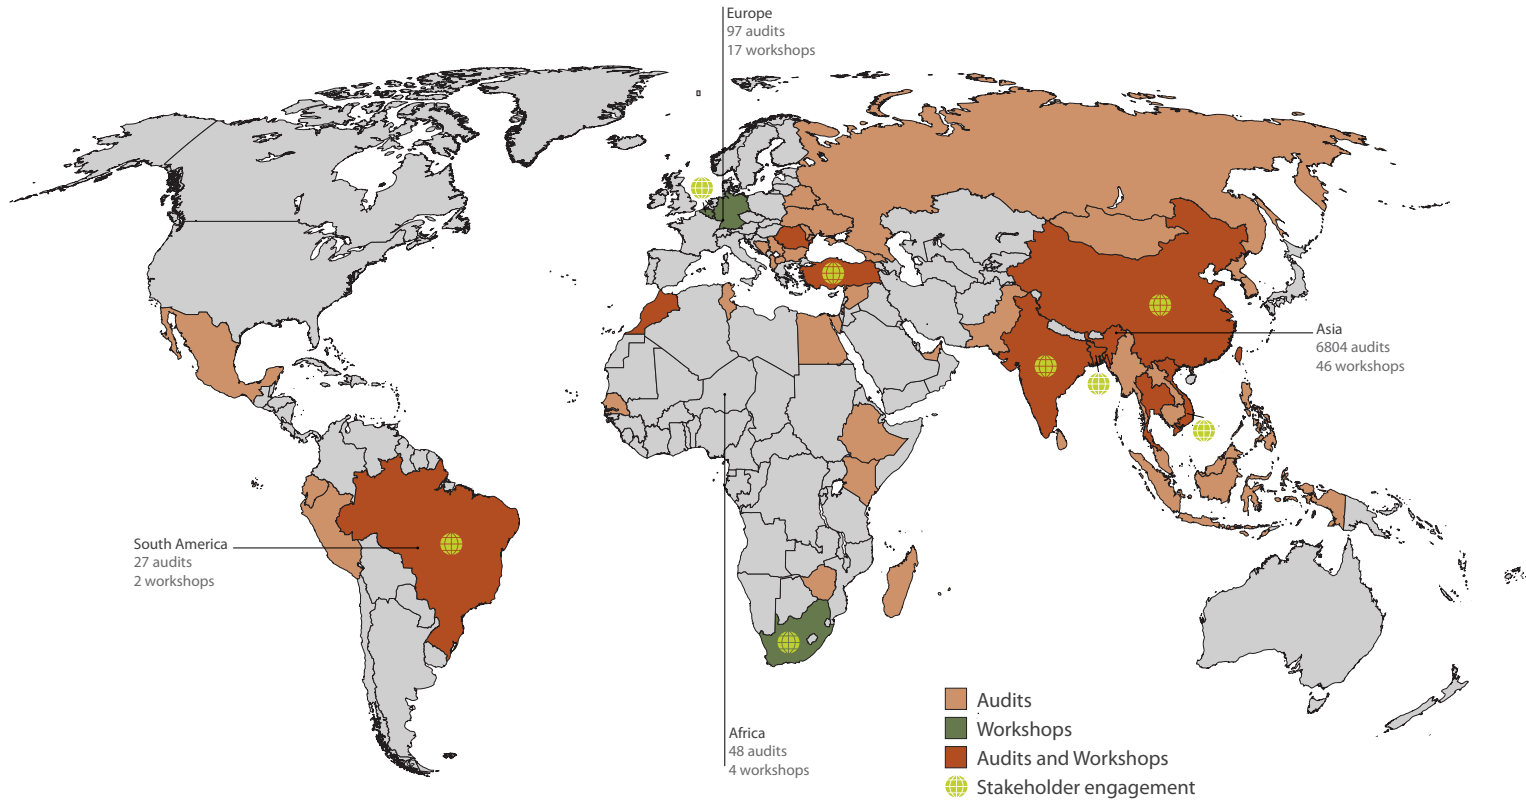 Europe
97 audits
17 workshops
Asia
6804 audits
46 workshops
South America
27 audits
2 workshops
Africa
48 audits
4 workshops
Audits
Workshops
Audits and Workshops
Stakeholder engagement